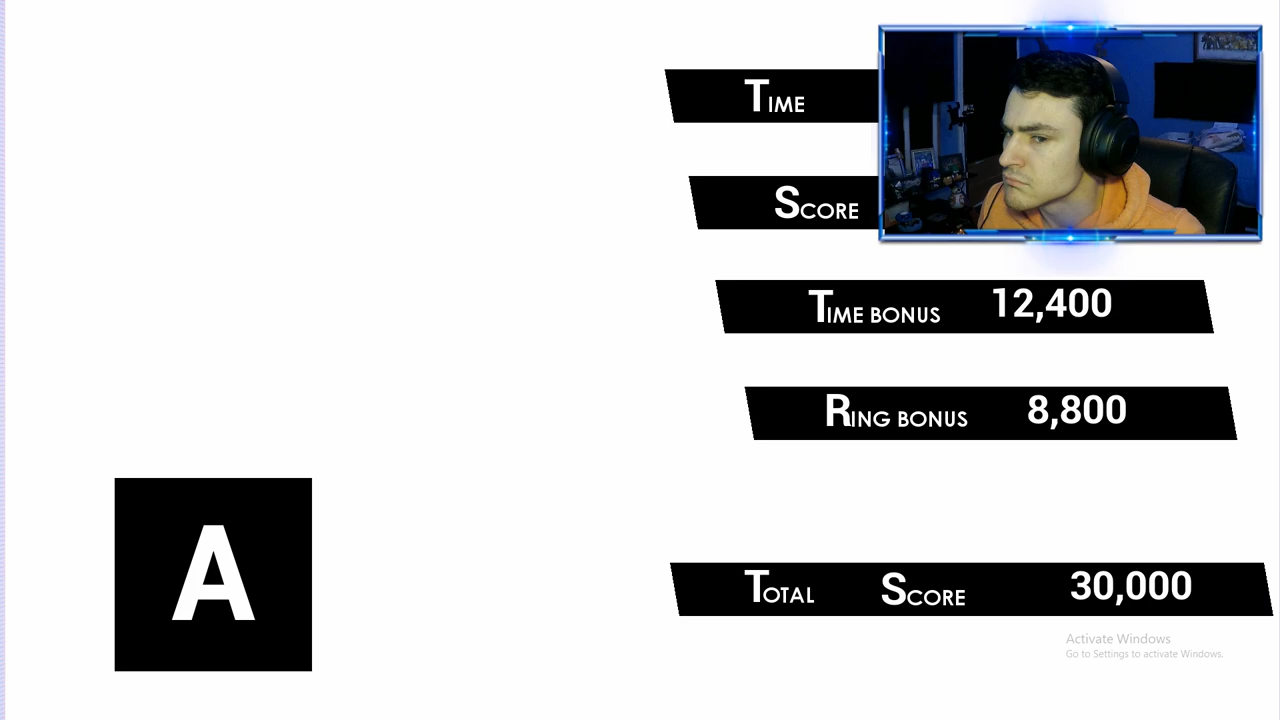 Time
Score
Time bonus 12,400
Ring bonus 8,800
A
Total Score 30,000
Activate Windows
Go to Settings to activate Windows.